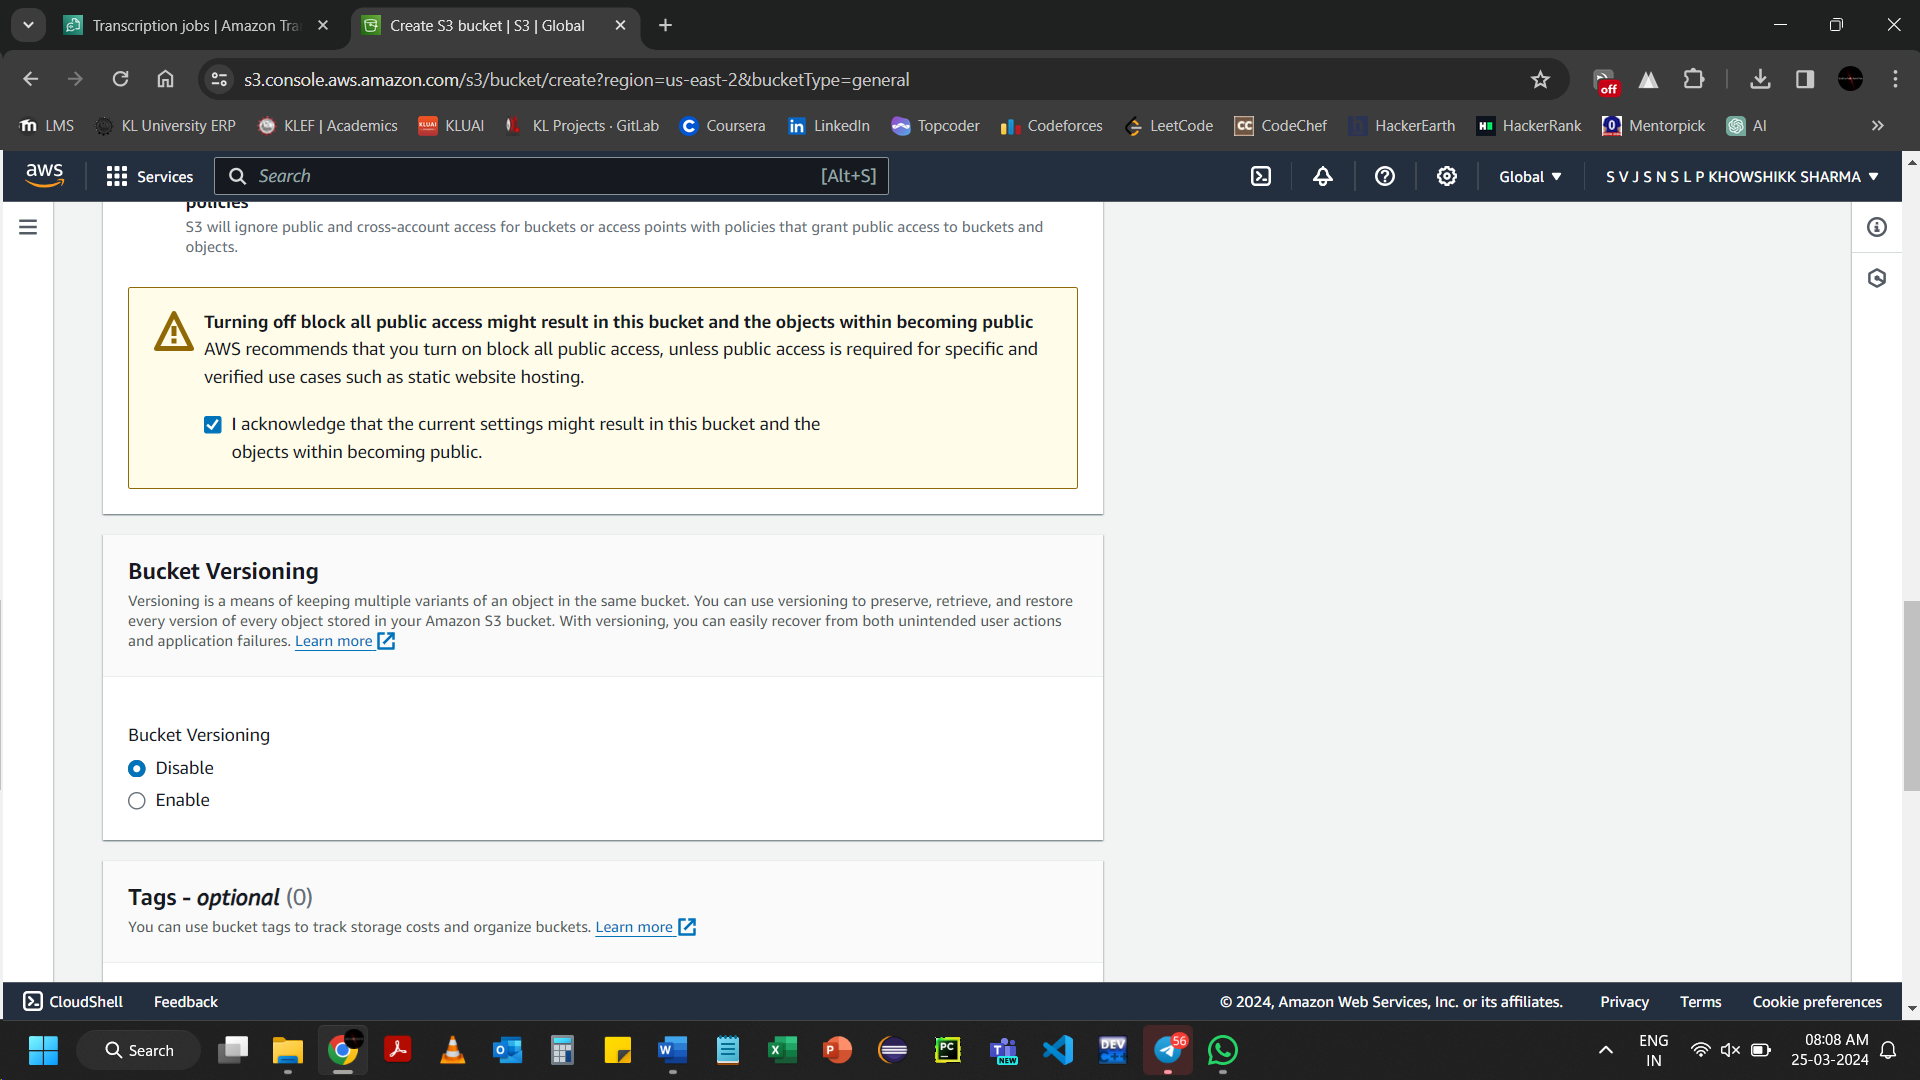 Transcription jobs | Amazon Tra
Create S3 bucket | S3 | Global
s3.console.aws.amazon.com/s3/bucket/create?region=us-east-2&bucketType=general
off
LMS
KL University ERP
KLEF | Academics
KLUAI
KL Projects · GitLab
Coursera
LinkedIn
Topcoder
Codeforces
LeetCode
CodeChef
HackerEarth
HackerRank
Mentorpick
AI
aws
Services
Search
[Alt+S]
Global
S V J S N S L P KHOWSHIKK SHARMA
policies
S3 will ignore public and cross-account access for buckets or access points with policies that grant public access to buckets and
objects.
Turning off block all public access might result in this bucket and the objects within becoming public
AWS recommends that you turn on block all public access, unless public access is required for specific and
verified use cases such as static website hosting.
I acknowledge that the current settings might result in this bucket and the
objects within becoming public.
Bucket Versioning
Versioning is a means of keeping multiple variants of an object in the same bucket. You can use versioning to preserve, retrieve, and restore
every version of every object stored in your Amazon S3 bucket. With versioning, you can easily recover from both unintended user actions
and application failures. Learn more
Bucket Versioning
Disable
Enable
Tags - optional (0)
You can use bucket tags to track storage costs and organize buckets. Learn more
CloudShell
Feedback
© 2024, Amazon Web Services, Inc. or its affiliates.
Privacy
Terms
Cookie preferences
Search
NEW
DEV
56
ENG
IN
08:08 AM
25-03-2024